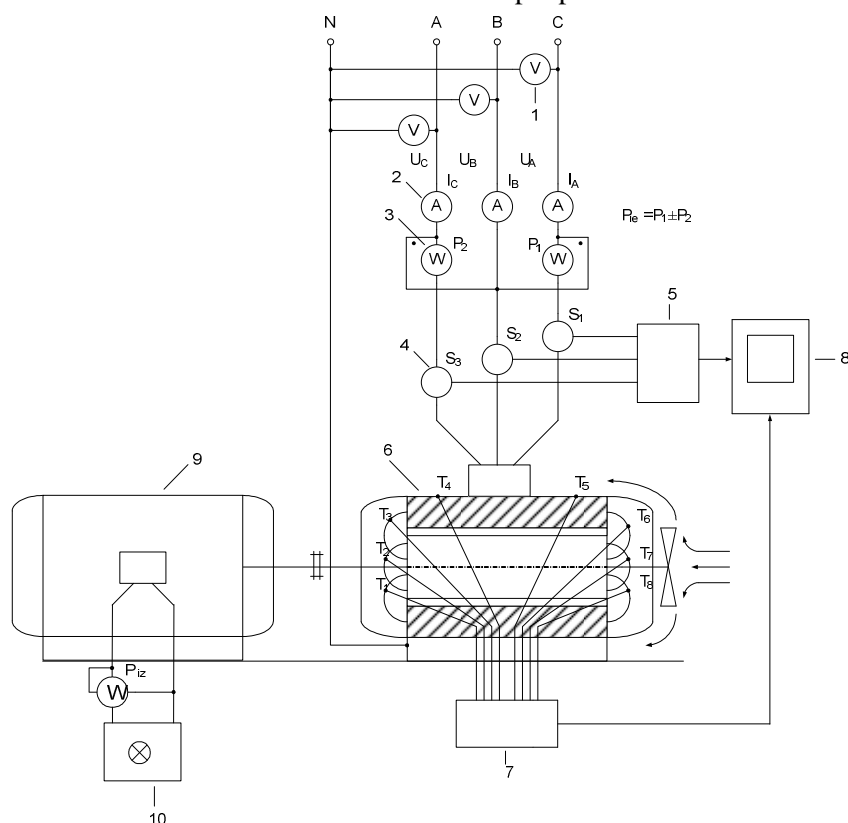 N A B C
V
1
V
V
U_C U_B U_A
2 I_C I_B I_A
A A A
P_ie =P_1±P_2
3 P_2 P_1
W W
5
S_1
S_2
4 S_3
8
6
9
T_4 T_5
T_3 T_6
T_2 T_7
T_1 T_8
P_iz
W
7
10